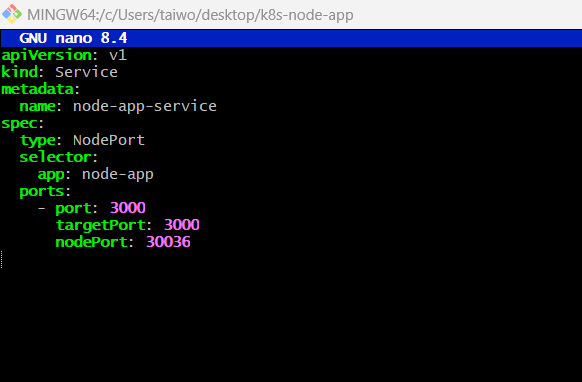 MINGW64:/c/Users/taiwo/desktop/k8s-node-app
GNU nano 8.4
apiVersion: v1
kind: Service
metadata:
  name: node-app-service
spec:
  type: NodePort
  selector:
    app: node-app
  ports:
    - port: 3000
      targetPort: 3000
      nodePort: 30036